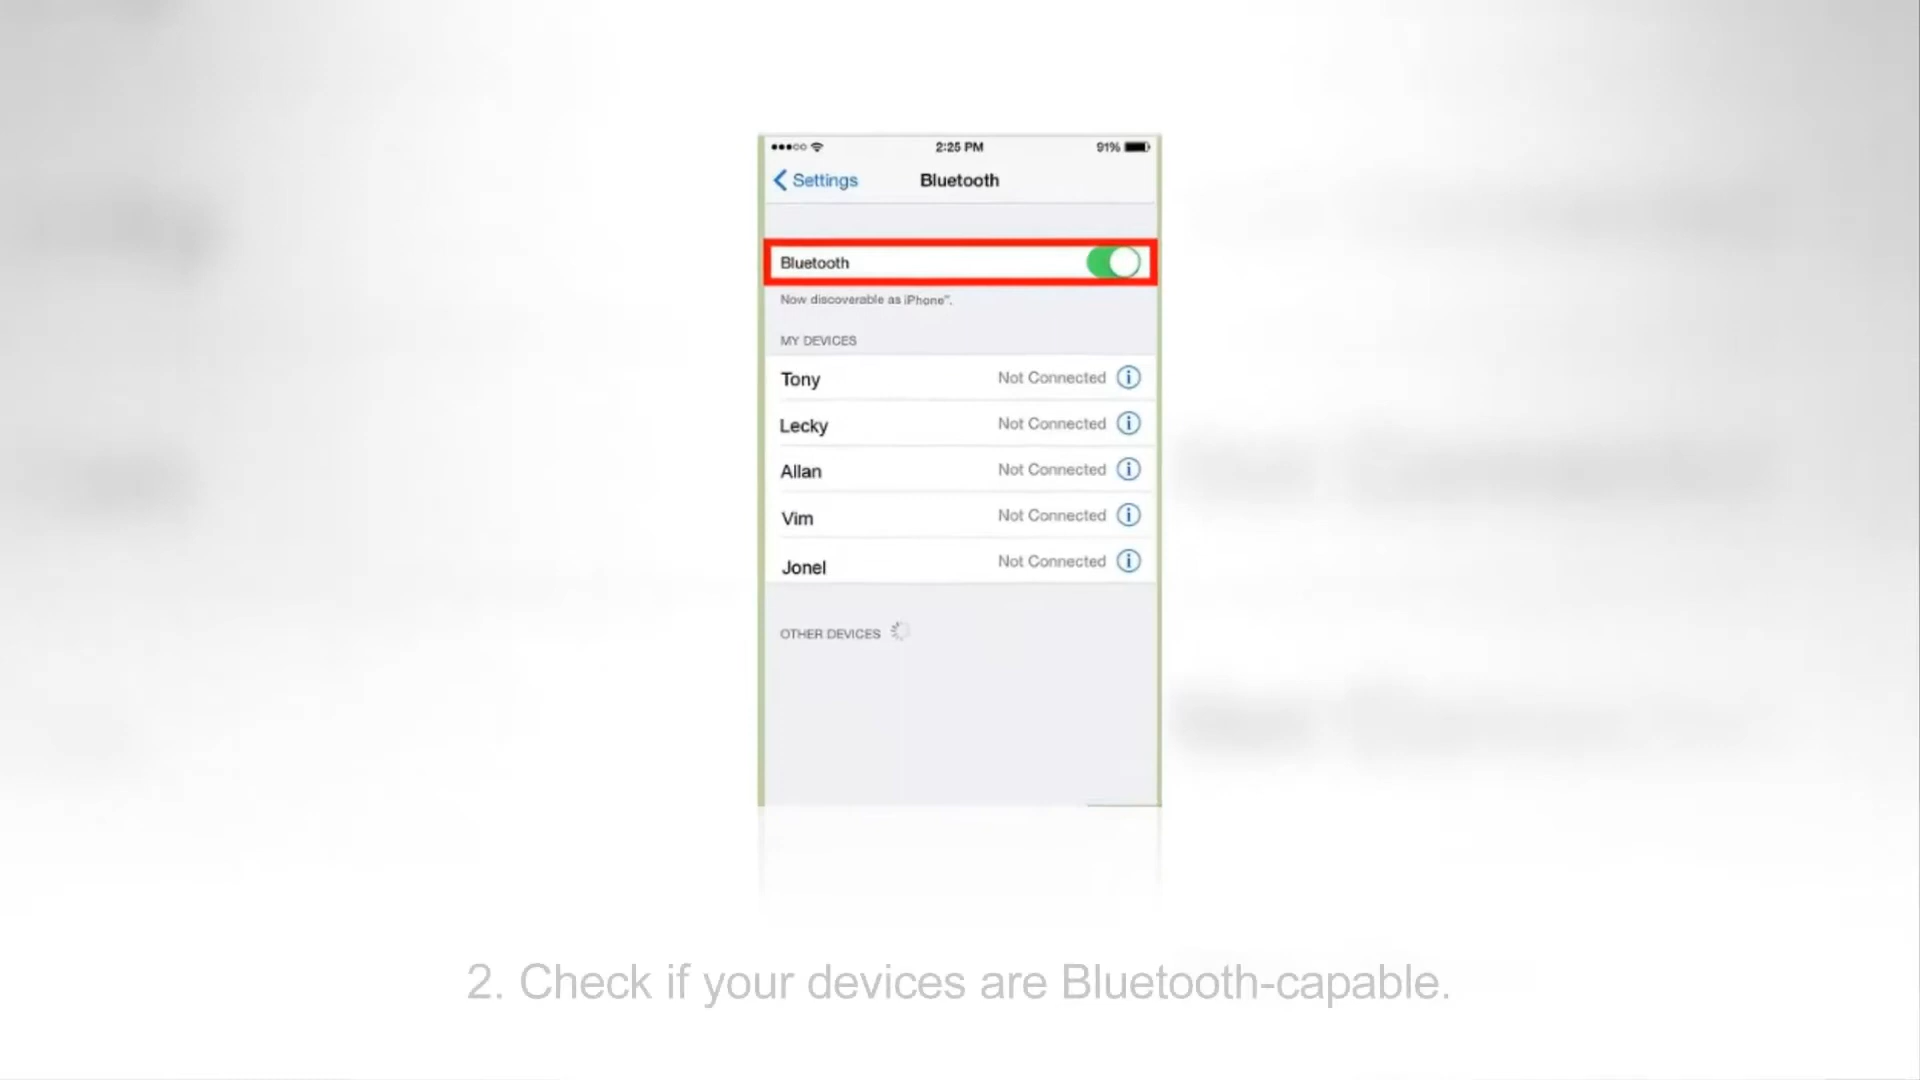 2:25 PM
91%
Settings
Bluetooth
Bluetooth
Now discoverable as iPhone".
MY DEVICES
Tony Not Connected
Lecky Not Connected
Allan Not Connected
Vim Not Connected
Jonel Not Connected
OTHER DEVICES
2. Check if your devices are Bluetooth-capable.